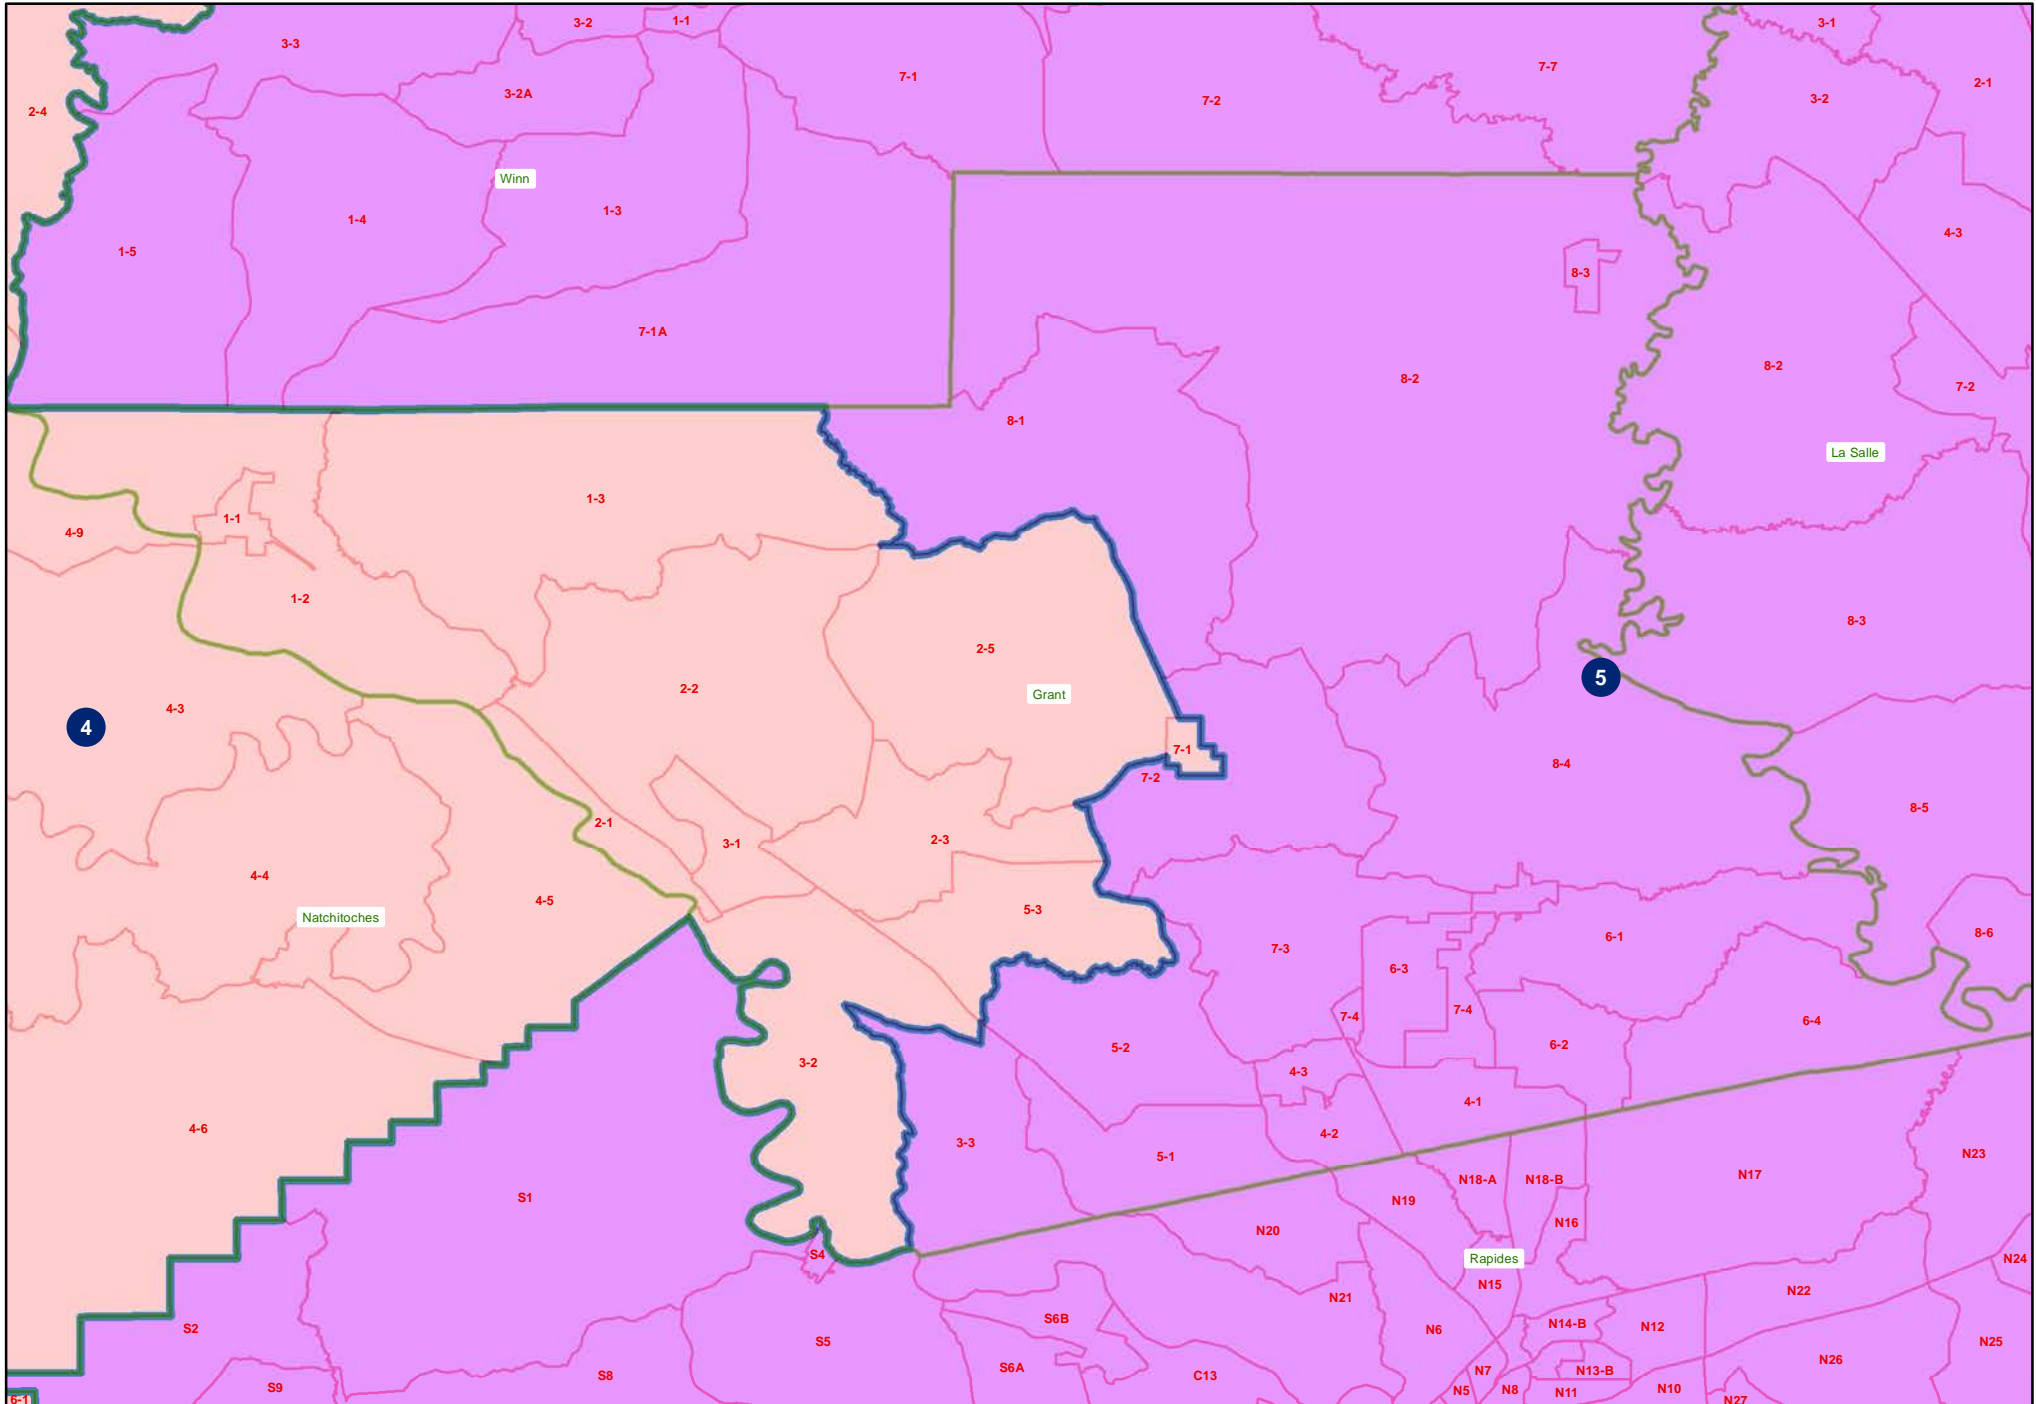 3-3
3-2
1-1
3-1
7-1
7-7
2-4
3-2A
7-2
3-2
2-1
Winn
1-5
1-4
1-3
4-3
8-3
7-1A
8-2
8-2
7-2
8-1
La Salle
1-3
1-1
4-9
1-2
8-3
2-5
2-2
Grant
5
4-3
4
7-1
7-2
8-4
2-1
3-1
2-3
8-5
4-4
4-5
Natchitoches
5-3
7-3
6-1
8-6
6-3
7-4
7-4
6-4
5-2
6-2
3-2
4-3
4-1
4-6
4-2
3-3
5-1
N23
S1
N18-A
N18-B
N17
N19
N16
N20
S4
Rapides
N24
N15
N21
N22
S2
S6B
N6
N14-B
N12
S5
N25
S6A
N26
S9
S8
C13
N7
N13-B
N5
N8
N11
N10
6-1
N27